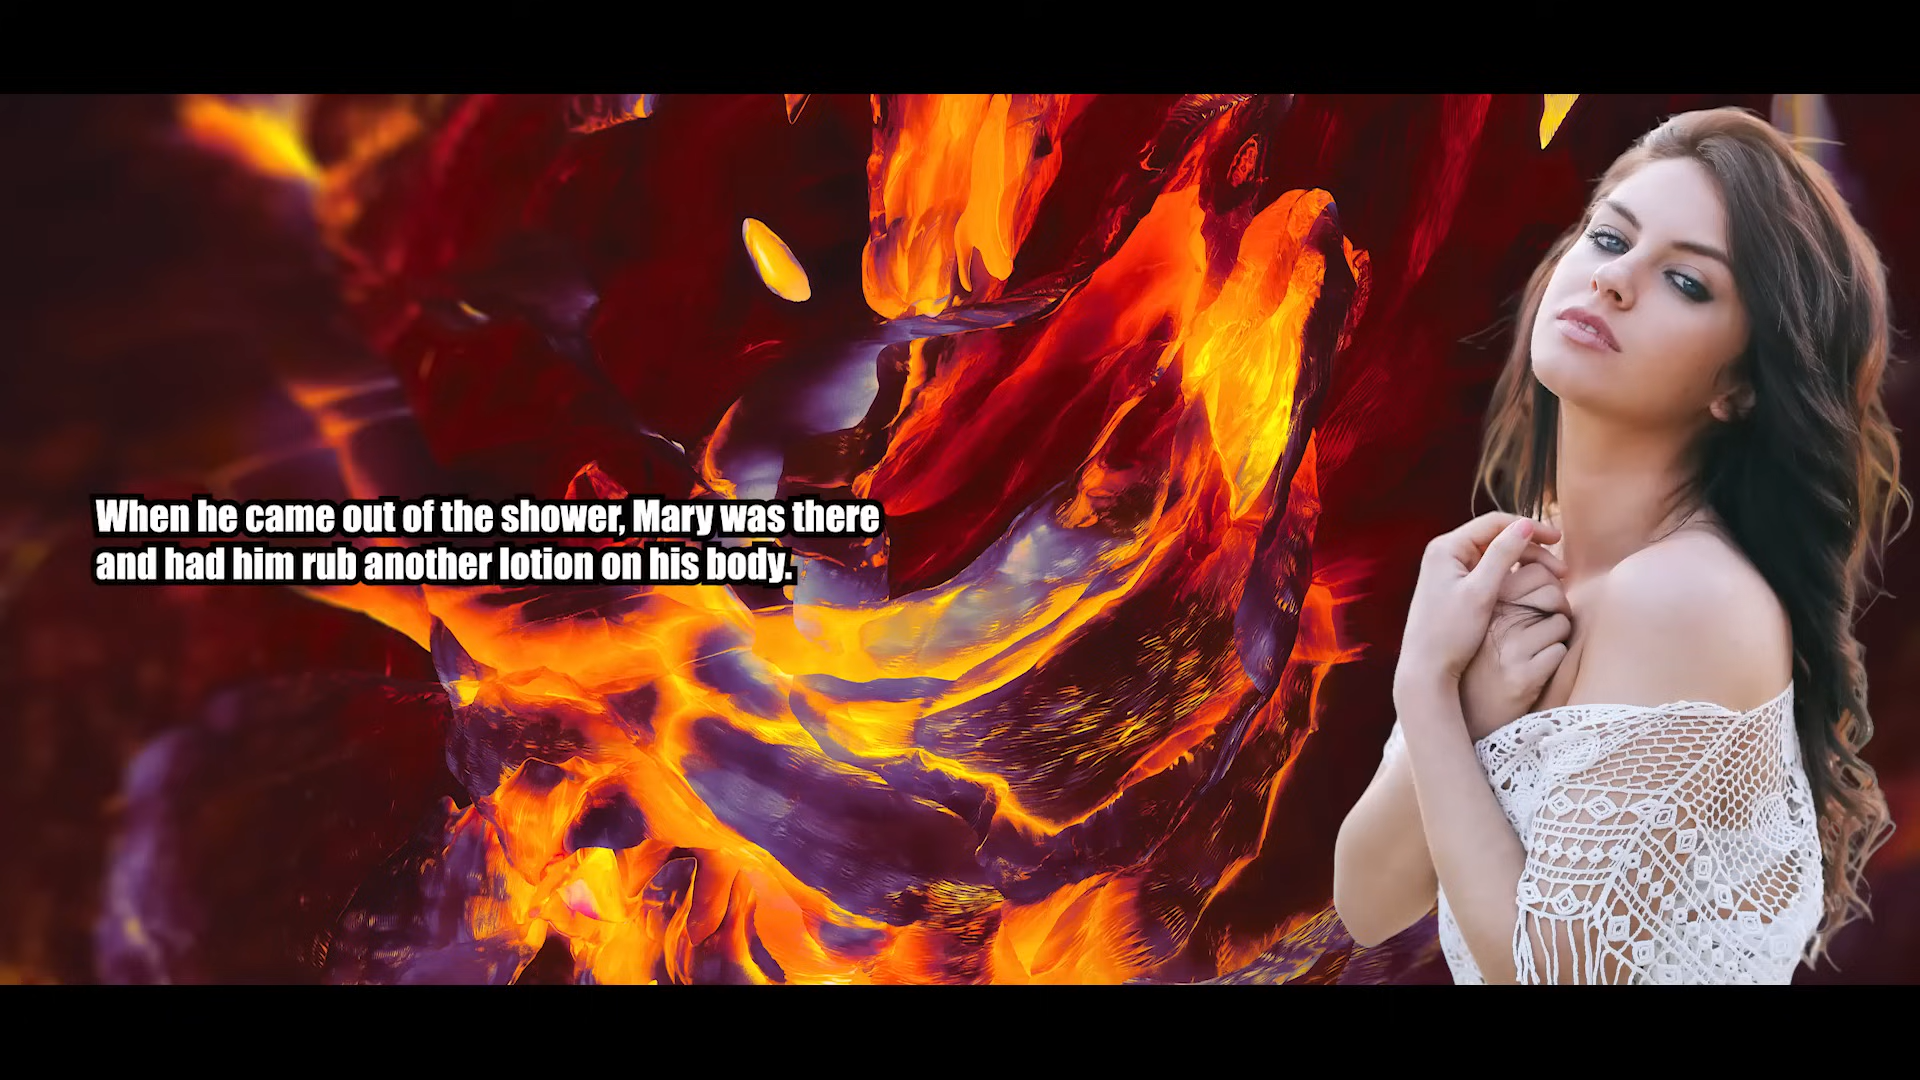 When he came out of the shower, Mary was there
and had him rub another lotion on his body.